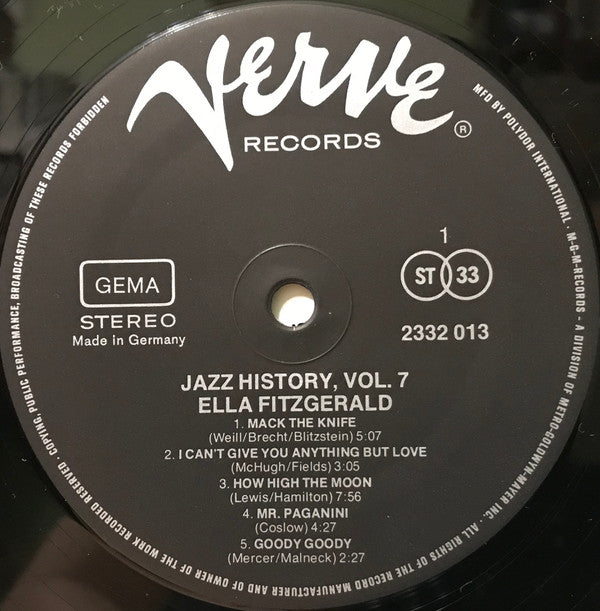 Verve
RECORDS
®
1
GEMA
ST 33
STEREO
2332 013
Made in Germany
JAZZ HISTORY, VOL. 7
ELLA FITZGERALD
1. MACK THE KNIFE
(Weill/Brecht/Blitzstein) 5:07
2. I CAN'T GIVE YOU ANYTHING BUT LOVE
(McHugh/Fields) 3:05
3. HOW HIGH THE MOON
(Lewis/Hamilton) 7:56
4. MR. PAGANINI
(Coslow) 4:27
5. GOODY GOODY
(Mercer/Malneck) 2:27
MFD BY POLYDOR INTERNATIONAL · M-G-M-RECORDS - A DIVISION OF METRO-GOLDWYN-MAYER INC. · ALL RIGHTS OF THE RECORD MANUFACTURER AND OF OWNER OF THE WORK RECORDED RESERVED · COPYING, PUBLIC PERFORMANCE, BROADCASTING OF THESE RECORDS FORBIDDEN